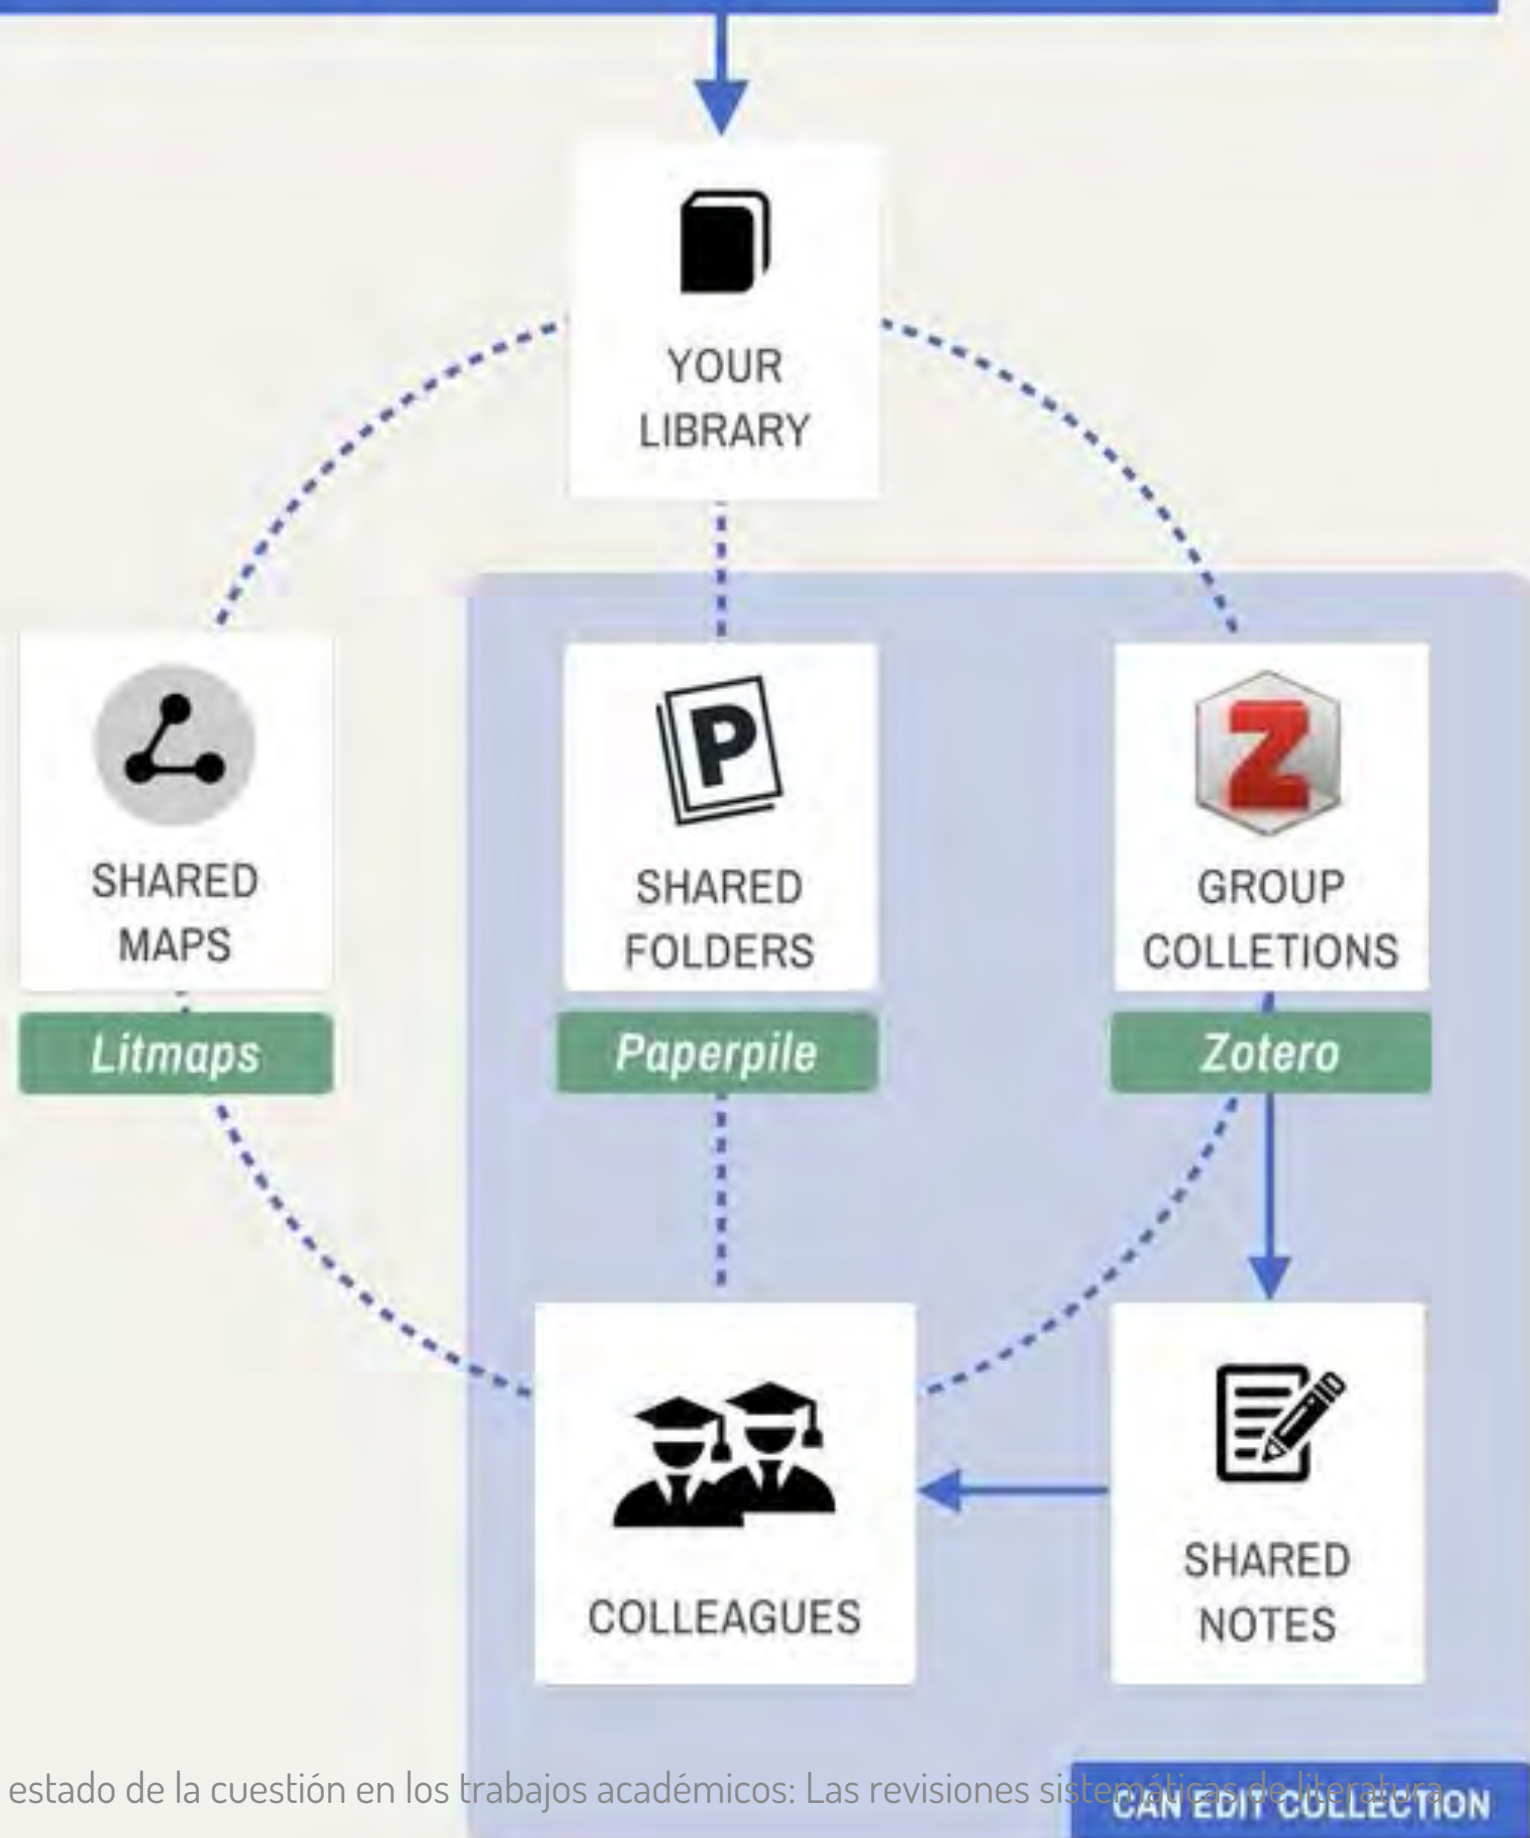 YOUR
LIBRARY
SHARED
MAPS
P
SHARED
FOLDERS
Z
GROUP
COLLETIONS
Litmaps
Paperpile
Zotero
COLLEAGUES
SHARED
NOTES
estado de la cuestión en los trabajos académicos: Las revisiones sistemáticas de literatura
CAN EDIT COLLECTION